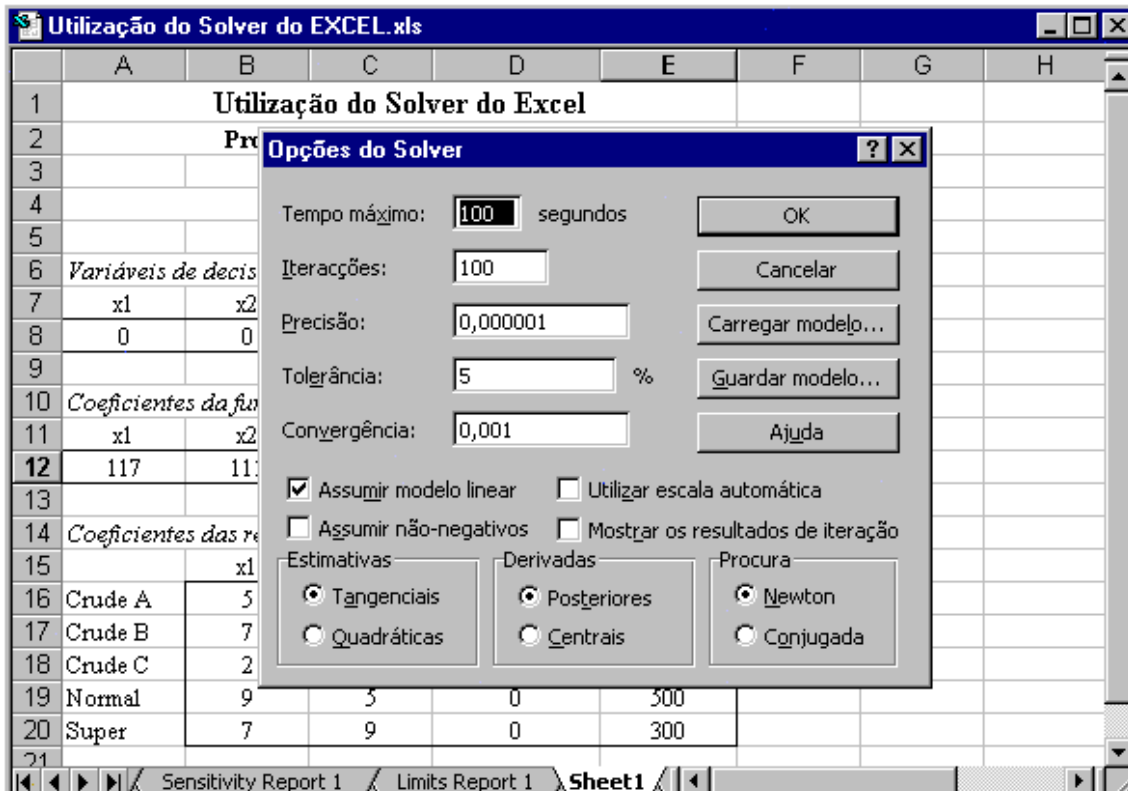 Utilização do Solver do EXCEL.xls
A B C D E F G H
1 Utilização do Solver do Excel
2
3
4
5
6 Variáveis de
7 x1 x2
8 0 0
9
10 Coeficientes da
11 x1 x2
12 117
13
14 Coeficientes das
15 x1
16 Crude A 5
17 Crude B 7
18 Crude C 2
19 Normal 9 5 0 500
20 Super 7 9 0 300
21
Opções do Solver
Tempo máximo: 100 segundos OK
Iteracções: 100 Cancelar
Precisão: 0,000001 Carregar modelo...
Tolerância: 5 % Guardar modelo...
Convergência: 0,001 Ajuda
Assumir modelo linear Utilizar escala automática
Assumir não-negativos Mostrar os resultados de iteração
Estimativas Derivadas Procura
Tangenciais Posteriores Newton
Quadráticas Centrais Conjugada
Sensitivity Report 1 Limits Report 1 Sheet1